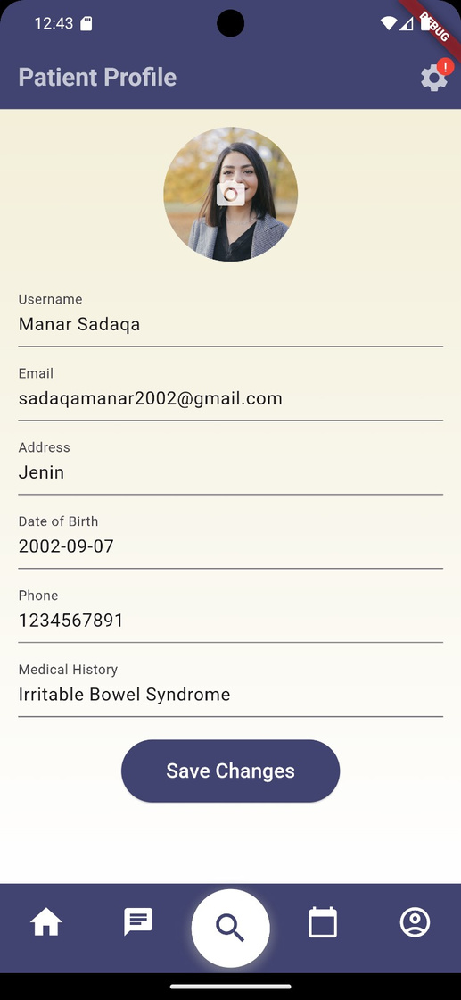 12:43
DEBUG
Patient Profile
!
Username
Manar Sadaqa
Email
sadaqamanar2002@gmail.com
Address
Jenin
Date of Birth
2002-09-07
Phone
1234567891
Medical History
Irritable Bowel Syndrome
Save Changes